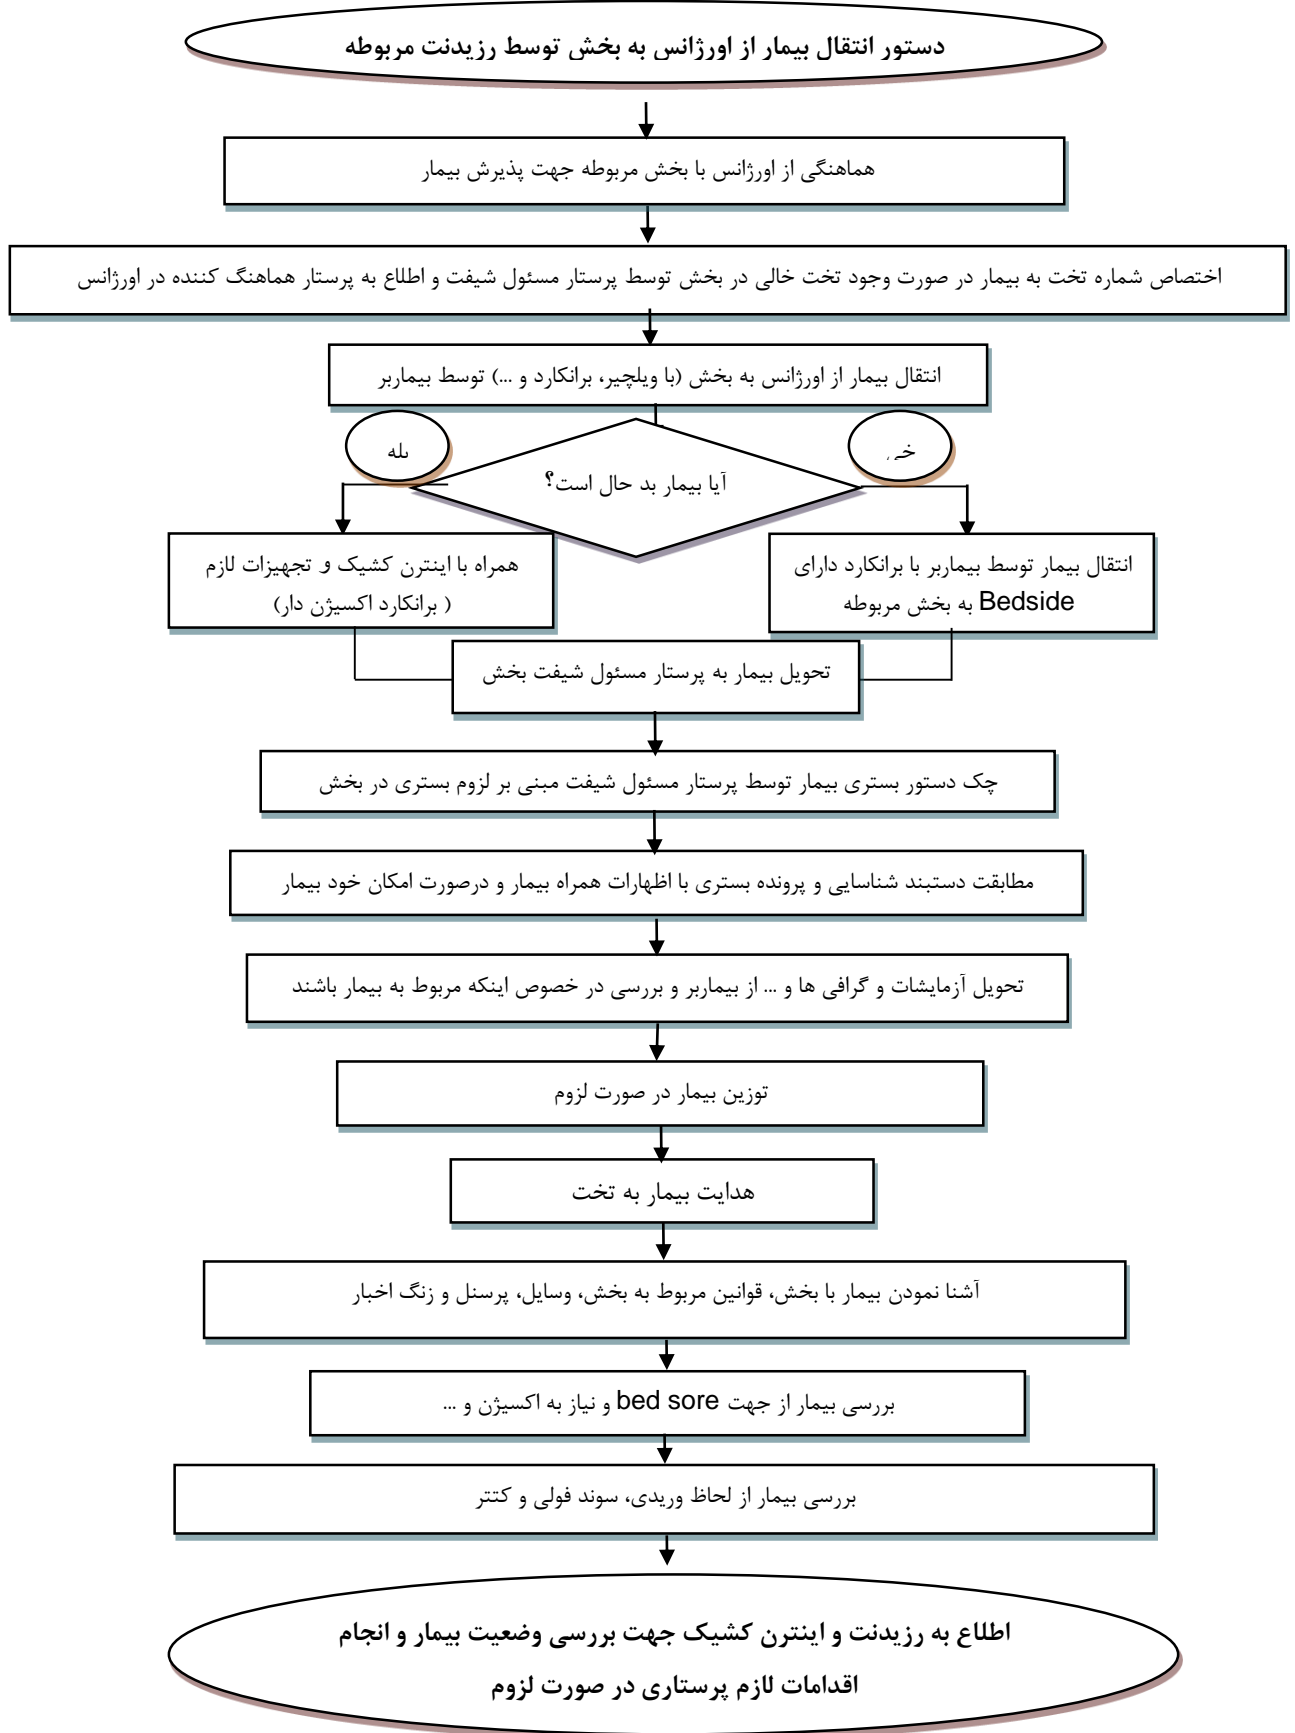 دستور انتقال بیمار از اورژانس به بخش توسط رزیدنت مربوطه
هماهنگی از اورژانس با بخش مربوطه جهت پذیرش بیمار
اختصاص شماره تخت به بیمار در صورت وجود تخت خالی در بخش توسط پرستار مسئول شیفت و اطلاع به پرستار هماهنگ کننده در اورژانس
انتقال بیمار از اورژانس به بخش (با ویلچیر، برانکارد و ...) توسط بیماربر
خی
بله
آیا بیمار بد حال است؟
انتقال بیمار توسط بیماربر با برانکارد دارای
Bedside به بخش مربوطه
همراه با اینترن کشیک و تجهیزات لازم
( برانکارد اکسیژن دار)
تحویل بیمار به پرستار مسئول شیفت بخش
چک دستور بستری بیمار توسط پرستار مسئول شیفت مبنی بر لزوم بستری در بخش
مطابقت دستبند شناسایی و پرونده بستری با اظهارات همراه بیمار و درصورت امکان خود بیمار
تحویل آزمایشات و گرافی ها و ... از بیماربر و بررسی در خصوص اینکه مربوط به بیمار باشند
توزین بیمار در صورت لزوم
هدایت بیمار به تخت
آشنا نمودن بیمار با بخش، قوانین مربوط به بخش، وسایل، پرسنل و زنگ اخبار
بررسی بیمار از جهت bed sore و نیاز به اکسیژن و ...
بررسی بیمار از لحاظ وریدی، سوند فولی و کتتر
اطلاع به رزیدنت و اینترن کشیک جهت بررسی وضعیت بیمار و انجام
اقدامات لازم پرستاری در صورت لزوم